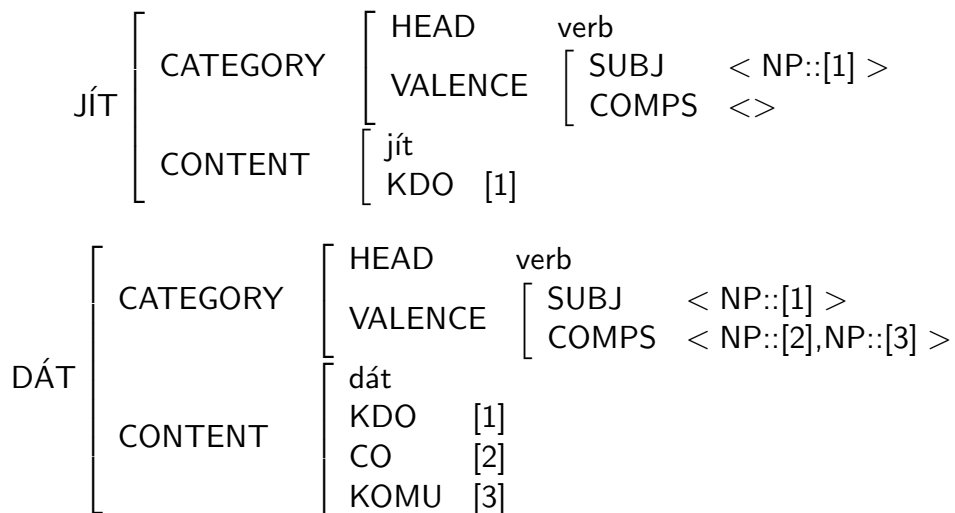 HEAD verb
CATEGORY VALENCE SUBJ < NP::[1] >
COMPS <>
JÍT
CONTENT jít
KDO [1]
HEAD verb
CATEGORY VALENCE SUBJ < NP::[1] >
COMPS < NP::[2],NP::[3] >
DÁT
dát
KDO [1]
CONTENT
CO [2]
KOMU [3]